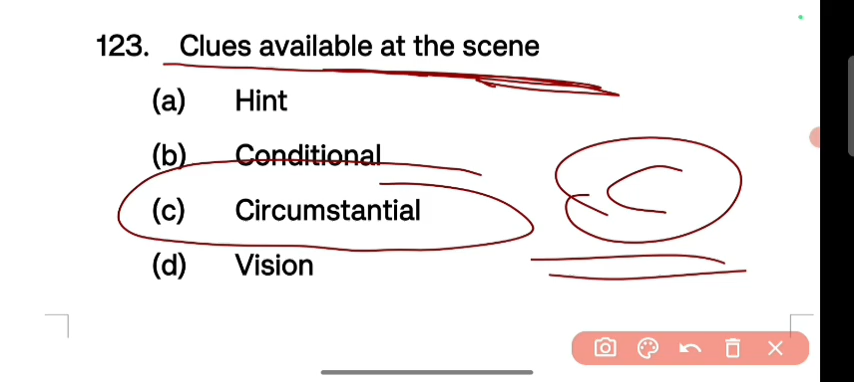 123. Clues available at the scene
(a) Hint
(b) Conditional
(c) Circumstantial
C
(d) Vision